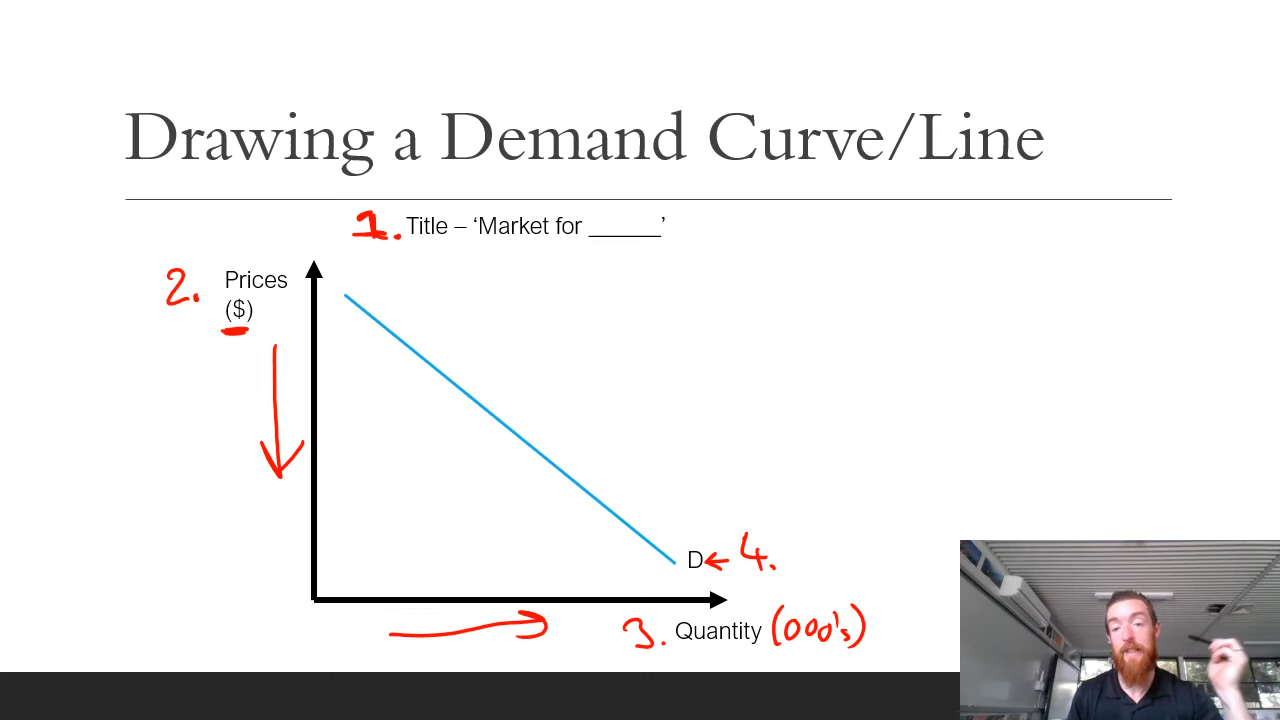 Drawing a Demand Curve/Line
1. Title – ‘Market for ______’
2. Prices
($)
D ← 4.
3. Quantity (000's)